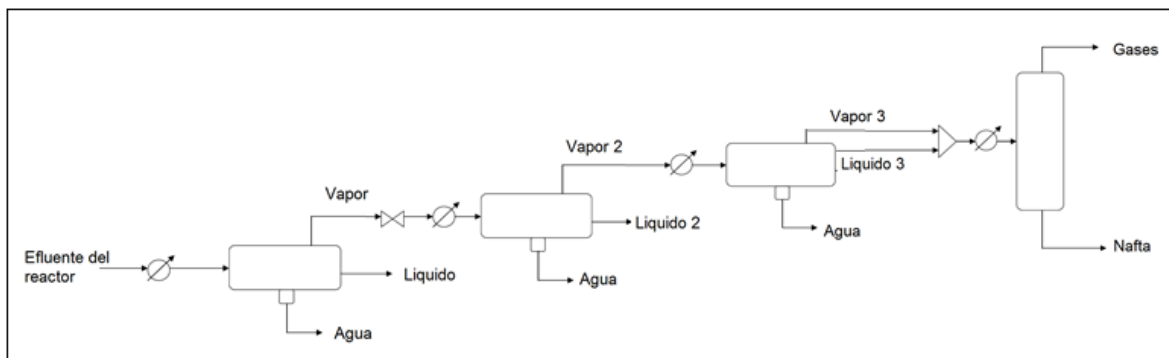 Gases
Vapor 3
Vapor 2
Liquido 3
Vapor
Liquido 2
Agua
Nafta
Efluente del
reactor
Liquido
Agua
Agua